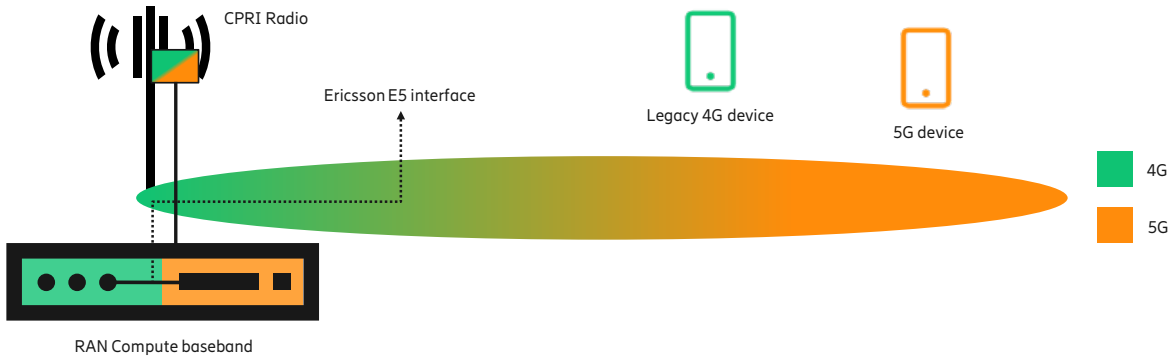 CPRI Radio
Ericsson E5 interface
Legacy 4G device
5G device
4G
5G
RAN Compute baseband